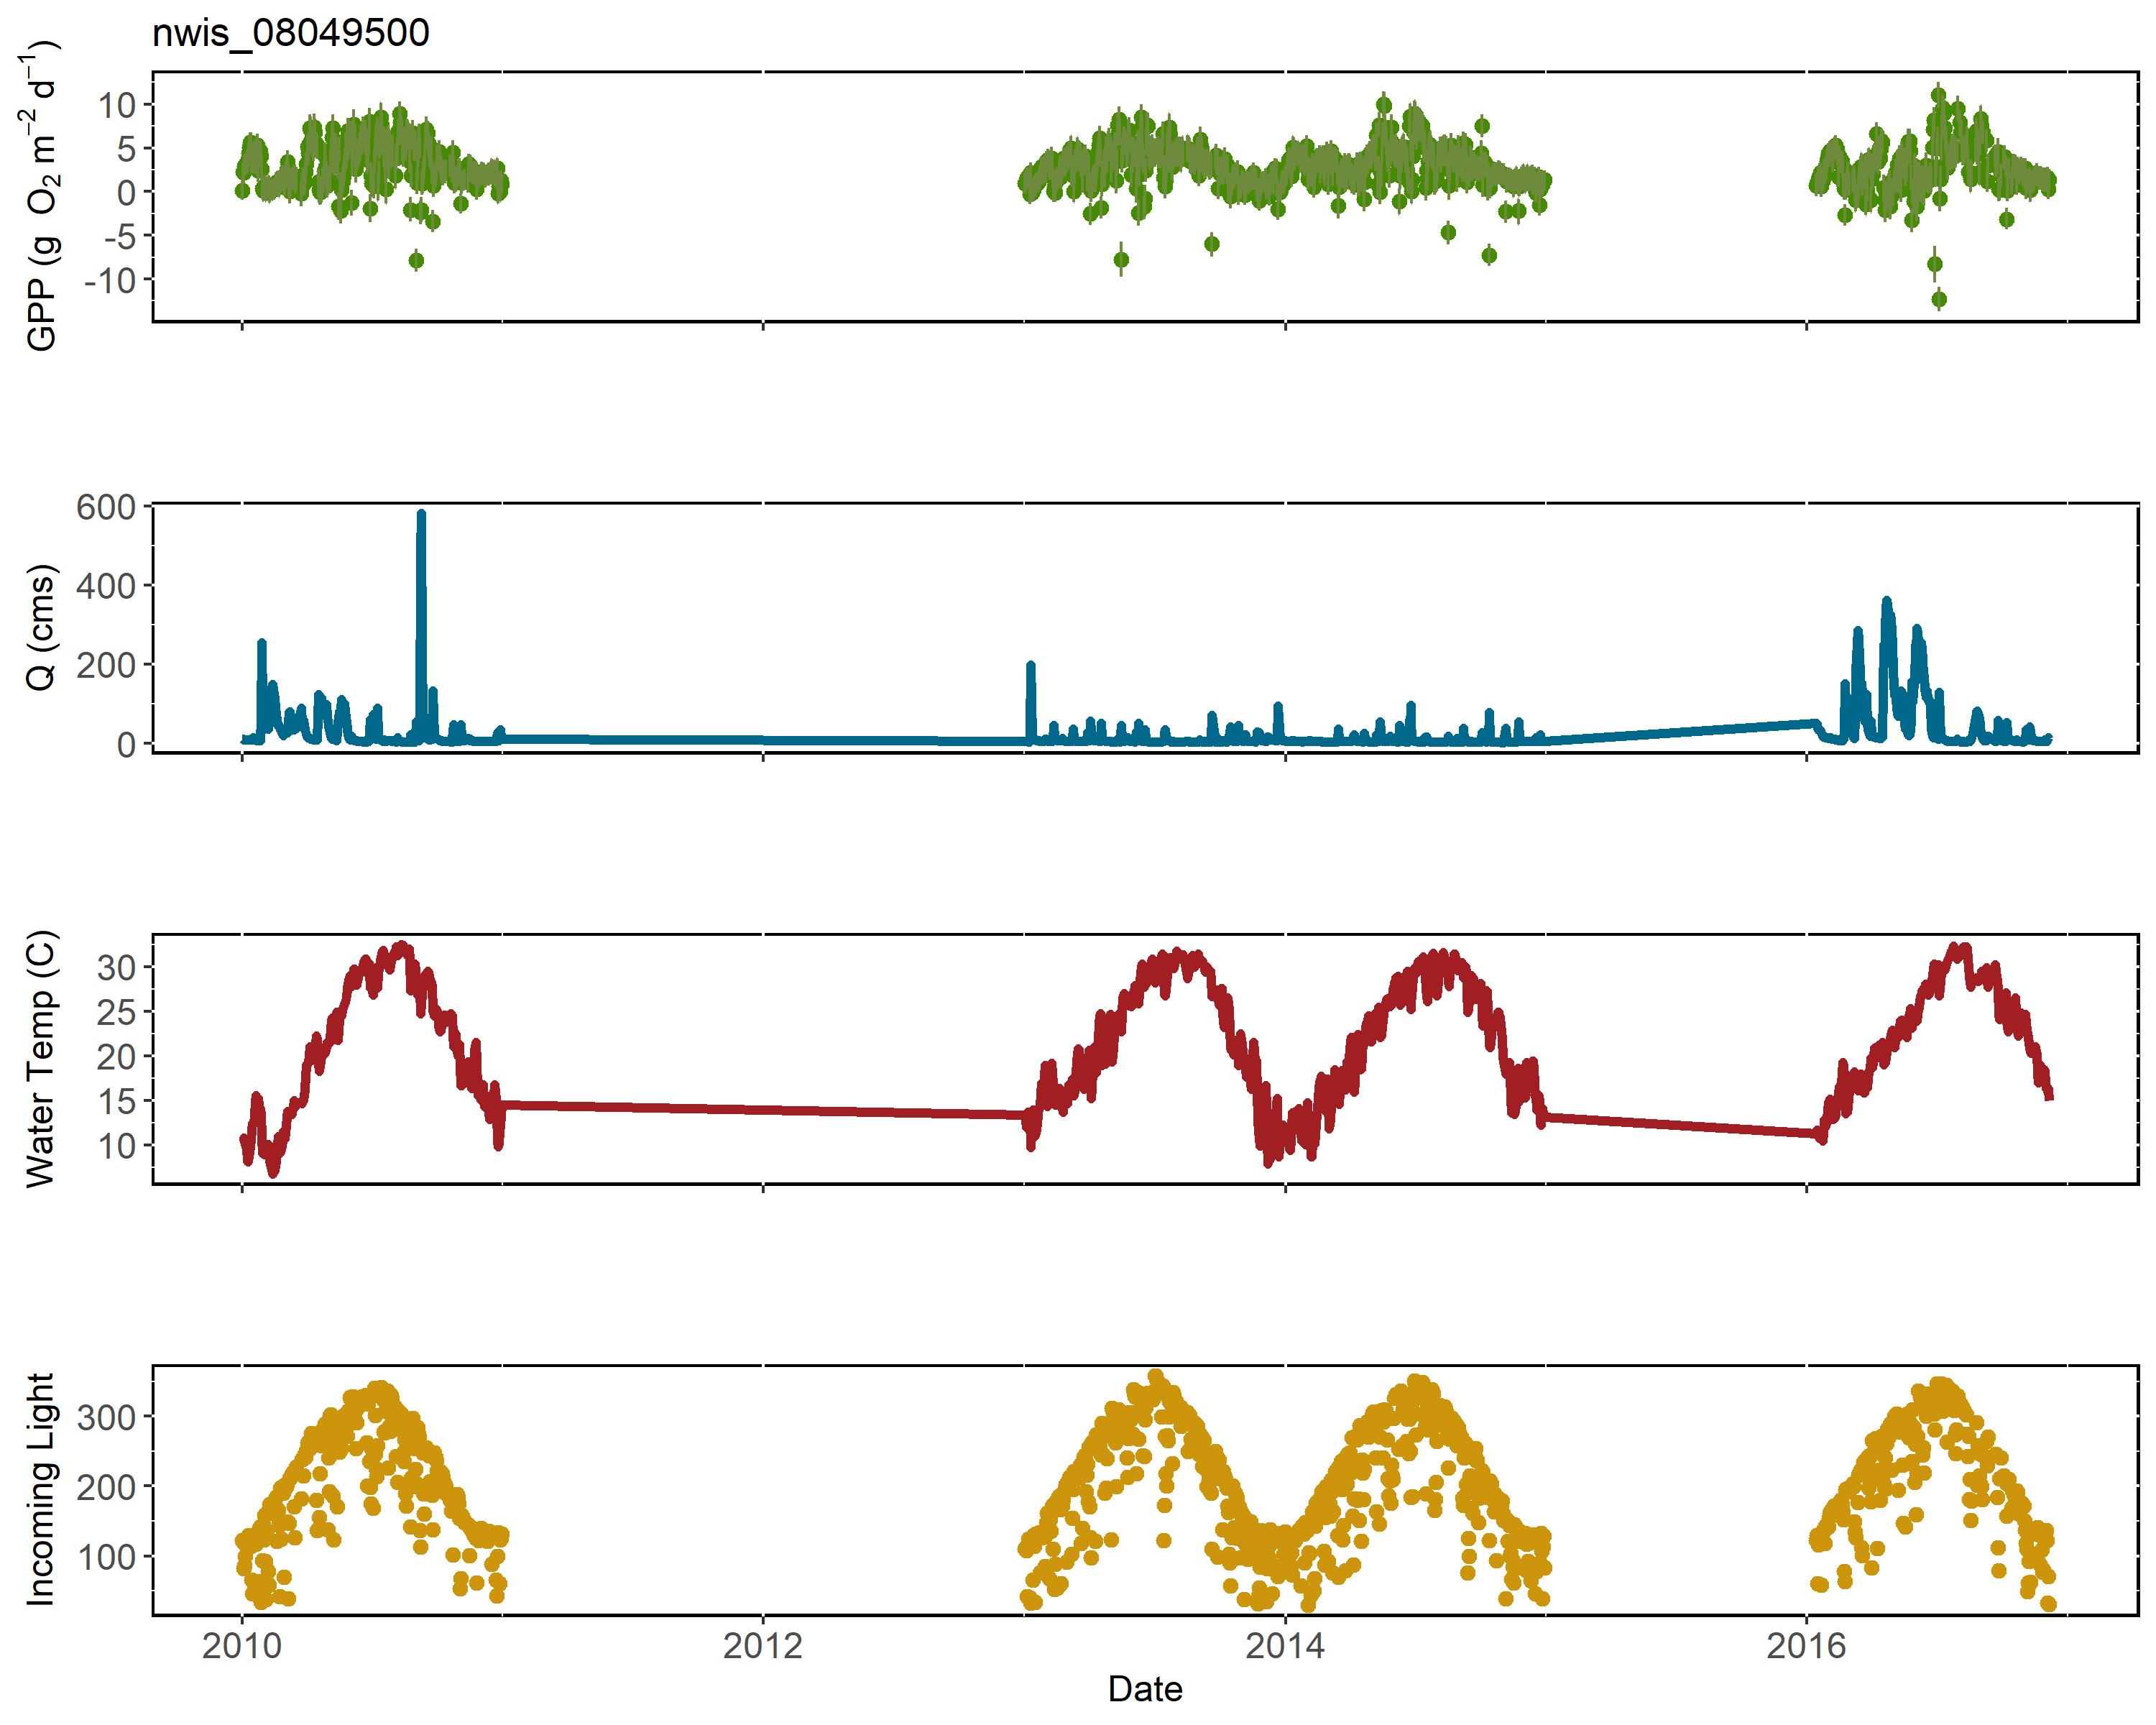 nwis_08049500
GPP (g O₂ m⁻² d⁻¹)
10
5
0
-5
-10
Q (cms)
600
400
200
0
Water Temp (C)
30
25
20
15
10
Incoming Light
300
200
100
2010 2012 2014 2016
Date